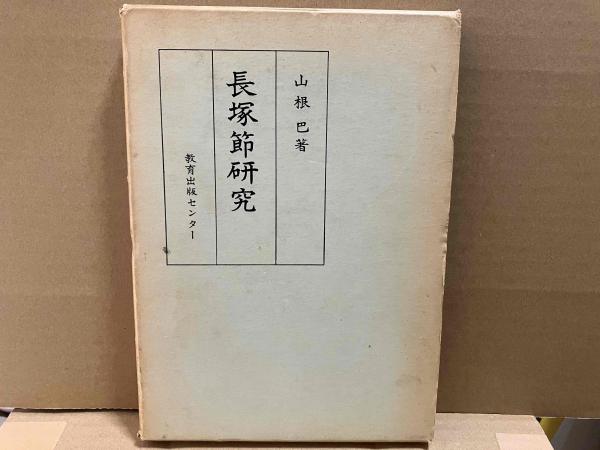 山根 巴著
長塚節研究
教育出版センター